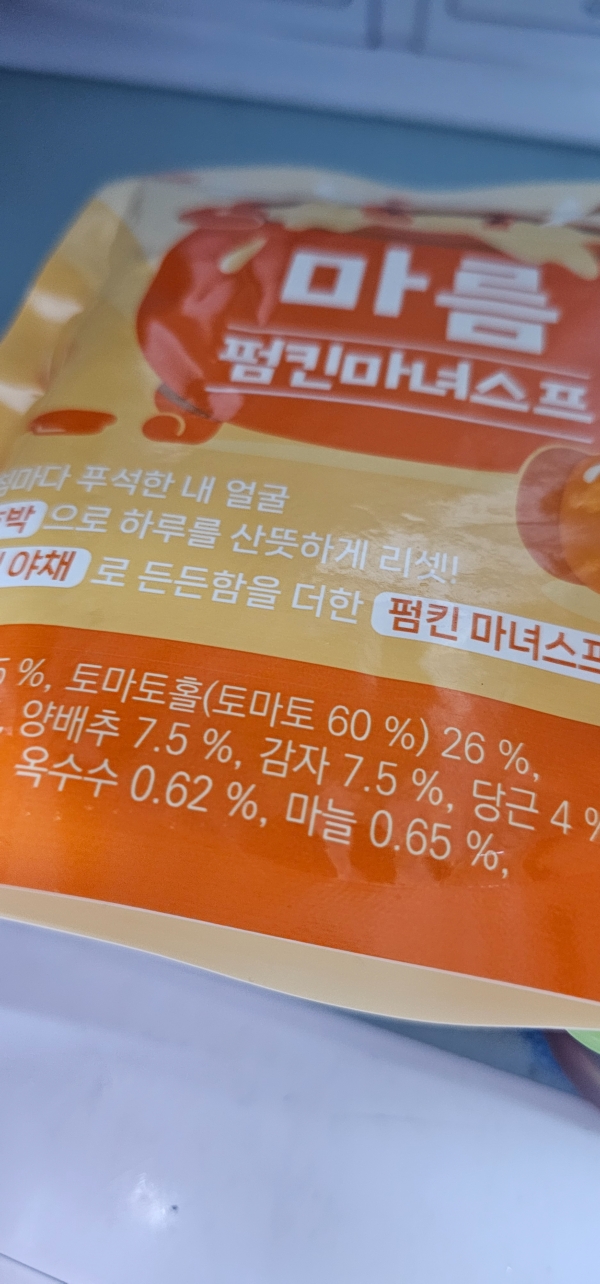 마름
펌킨마녀스프
마다 푸석한 내 얼굴
박으로 하루를 산뜻하게 리셋!
야채로 든든함을 더한 펌킨 마녀스프
%, 토마토홀(토마토 60 %) 26 %,
양배추 7.5 %, 감자 7.5 %, 당근 4 %
옥수수 0.62 %, 마늘 0.65 %,